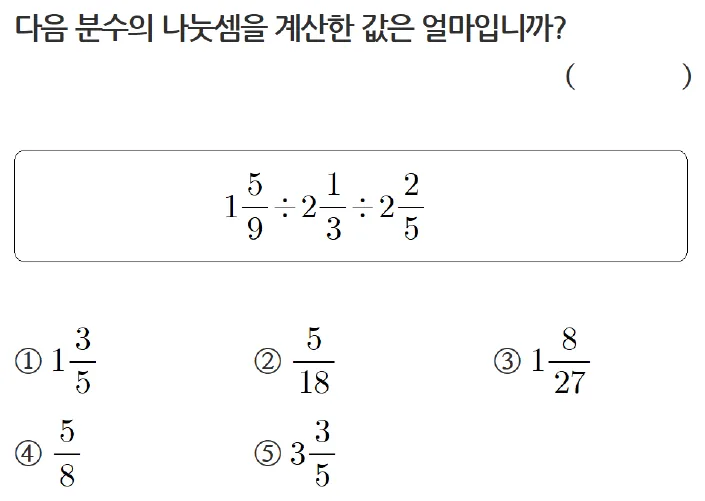 다음 분수의 나눗셈을 계산한 값은 얼마입니까?
( )
1 5/9 ÷ 2 1/3 ÷ 2 2/5
① 1 3/5 ② 5/18 ③ 1 8/27
④ 5/8 ⑤ 3 3/5